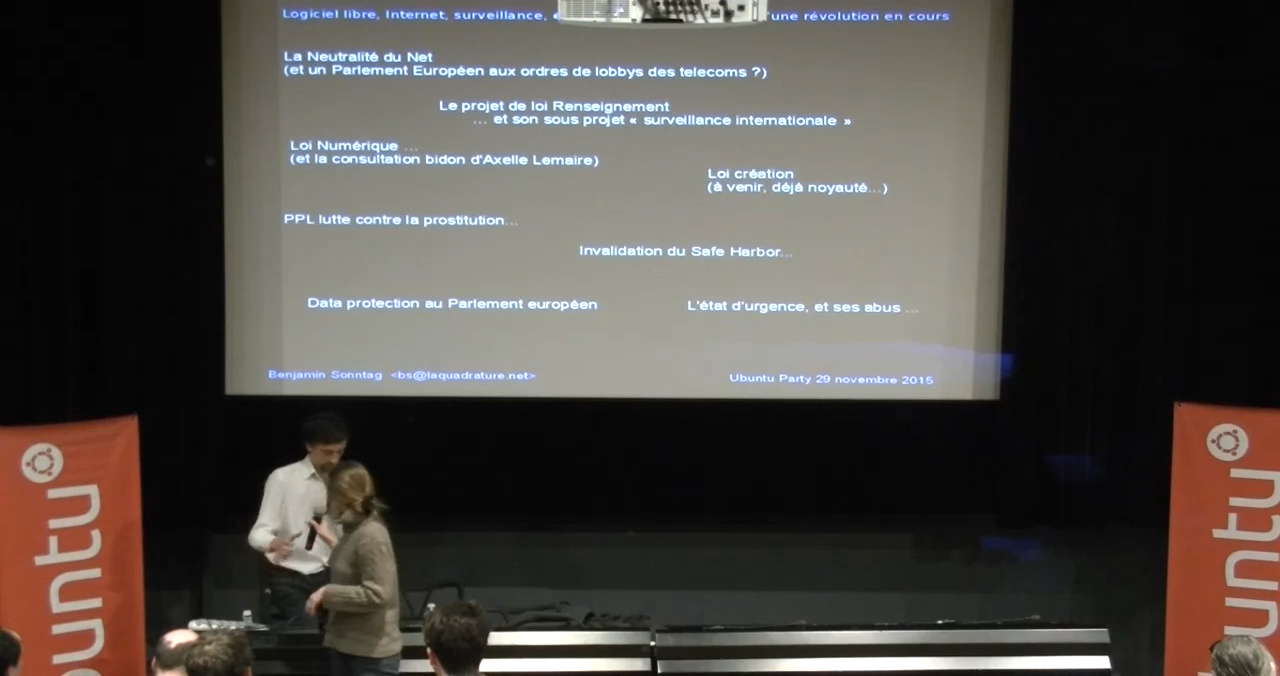 Logiciel libre, Internet, surveillance, 'une révolution en cours
La Neutralité du Net
(et un Parlement Européen aux ordres de lobbys des telecoms ?)
Le projet de loi Renseignement
... et son sous projet « surveillance internationale »
Loi Numérique ...
(et la consultation bidon d'Axelle Lemaire)
Loi création
(à venir, déjà noyauté...)
PPL lutte contre la prostitution...
Invalidation du Safe Harbor...
Data protection au Parlement européen
L'état d'urgence, et ses abus ...
Benjamin Sonntag <bs@laquadrature.net>
Ubuntu Party 29 novembre 2015
buntu
ubuntu